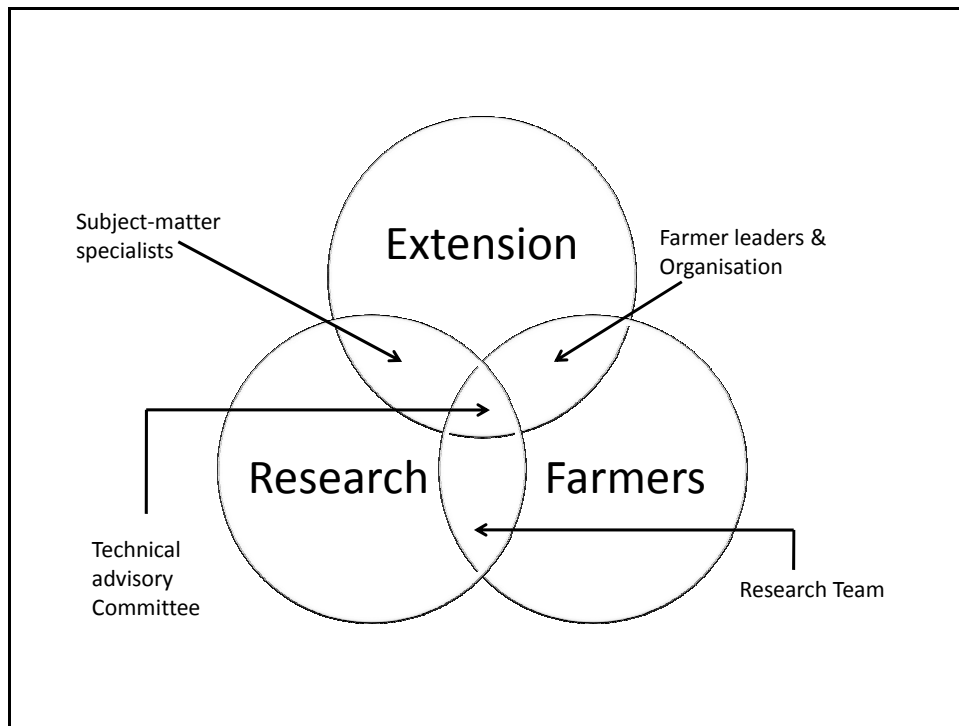 Subject-matter
specialists
Extension
Farmer leaders &
Organisation
Research
Farmers
Technical
advisory
Committee
Research Team